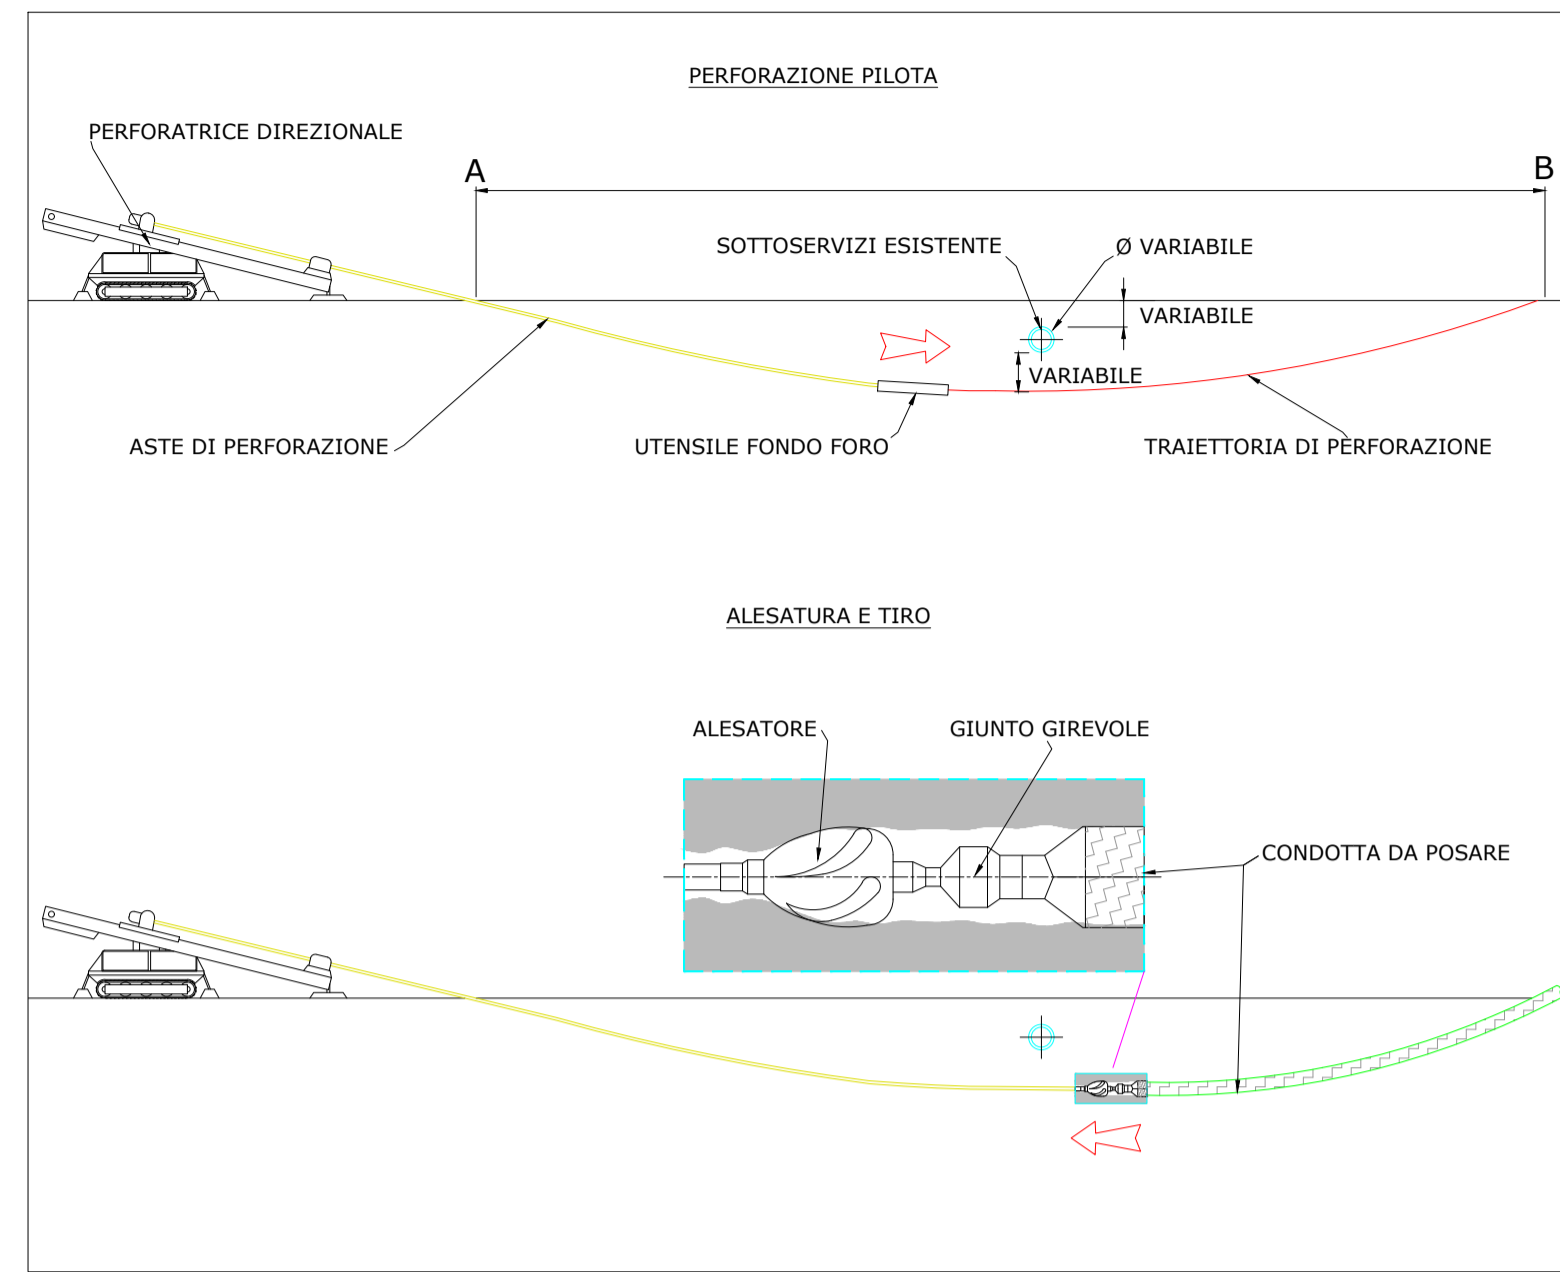 PERFORAZIONE PILOTA
PERFORATRICE DIREZIONALE
A
B
SOTTOSERVIZI ESISTENTE
Ø VARIABILE
VARIABILE
VARIABILE
ASTE DI PERFORAZIONE
UTENSILE FONDO FORO
TRAIETTORIA DI PERFORAZIONE
ALESATURA E TIRO
ALESATORE
GIUNTO GIREVOLE
CONDOTTA DA POSARE